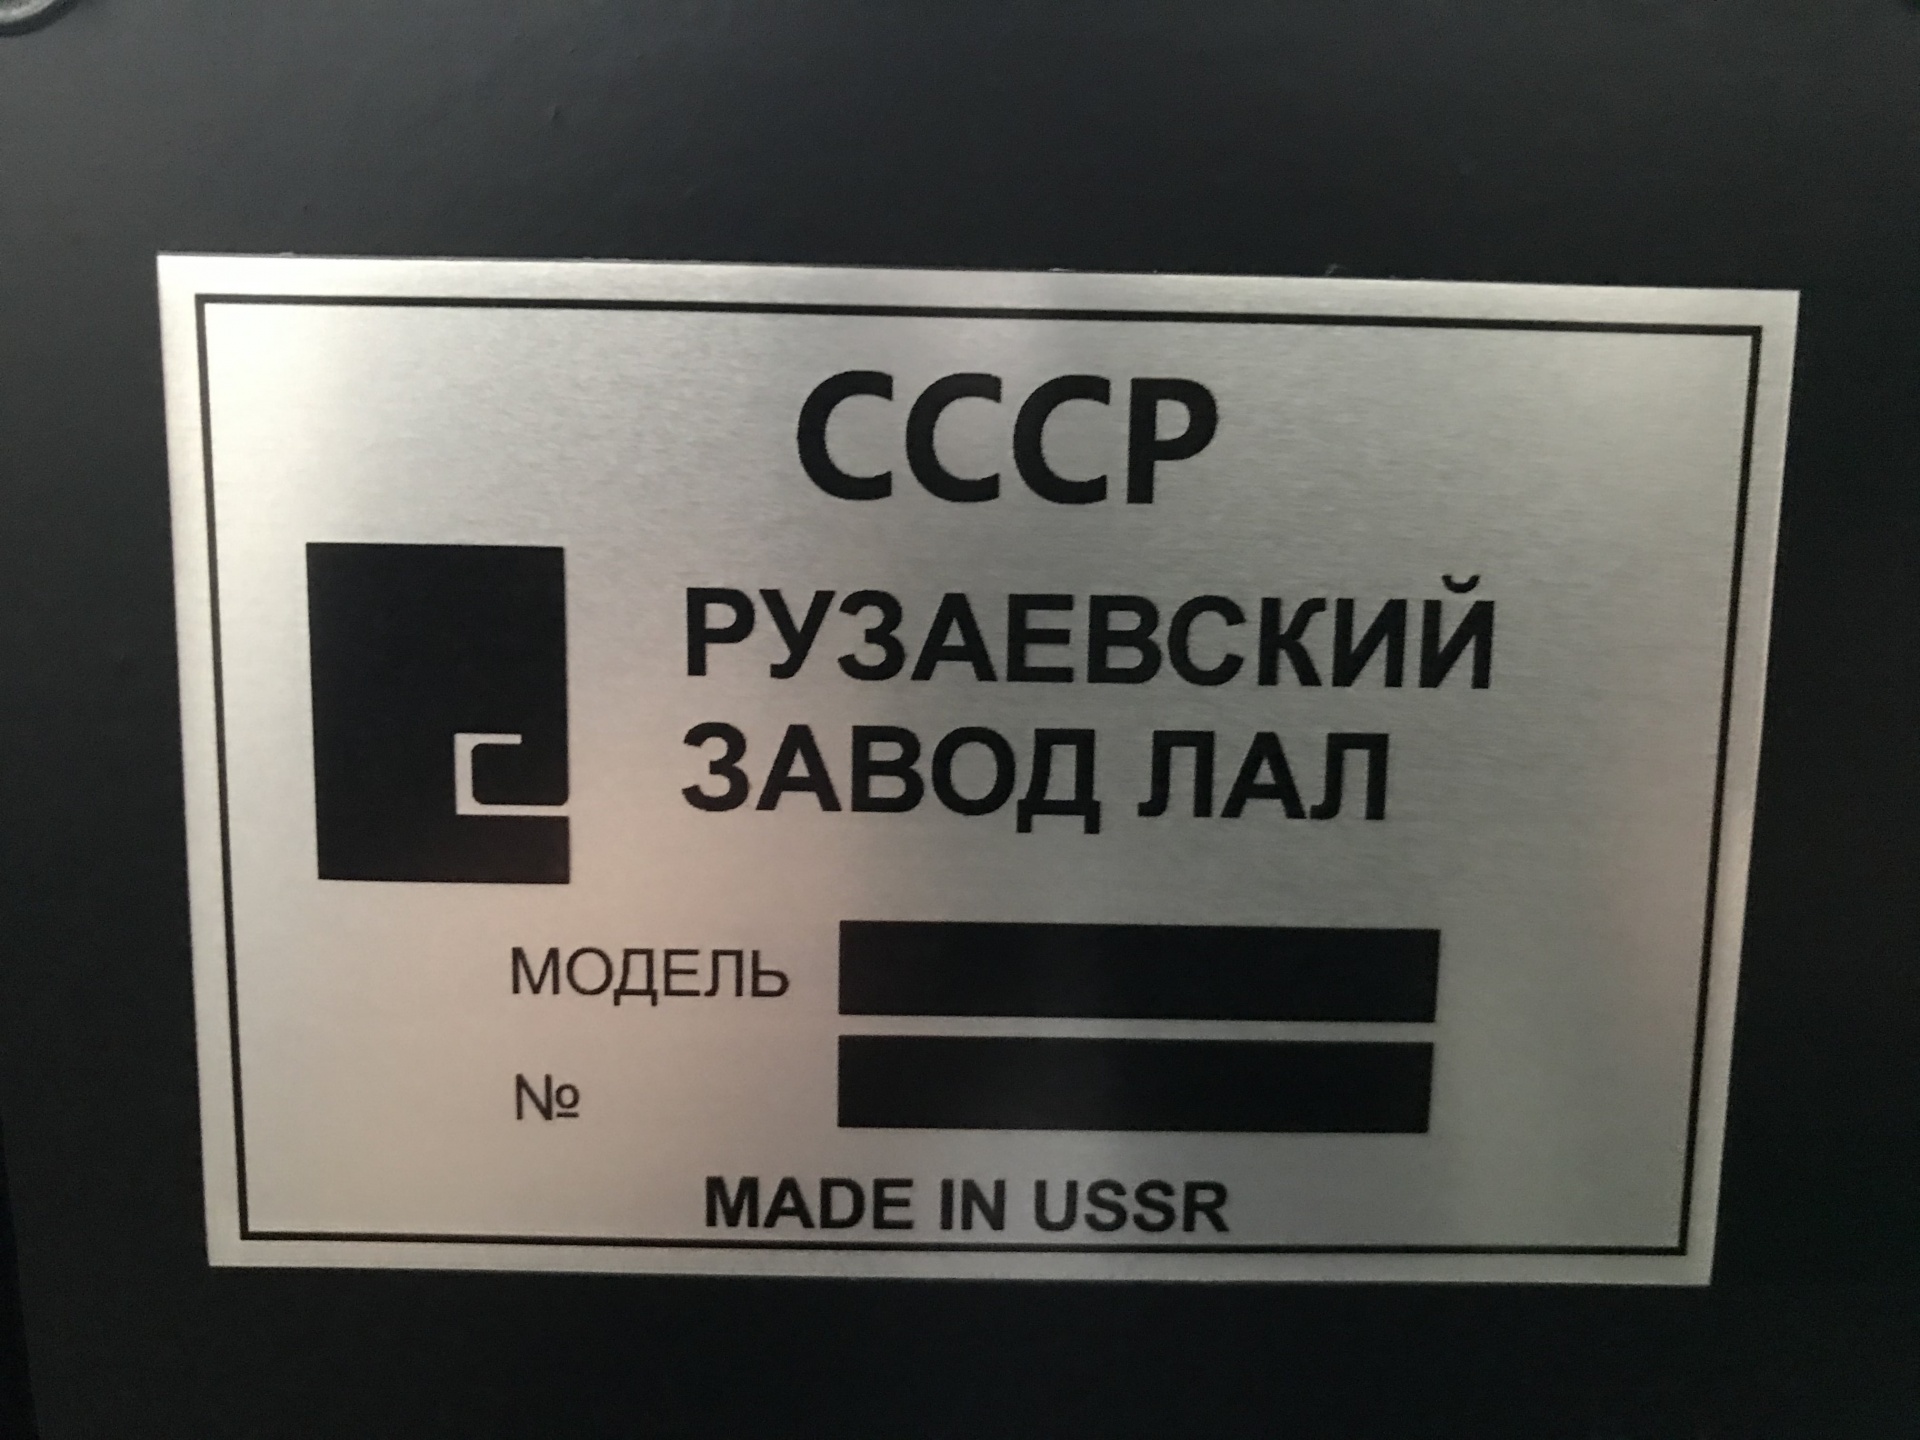 СССР
РУЗАЕВСКИЙ
ЗАВОД ЛАЛ
МОДЕЛЬ
№
MADE IN USSR